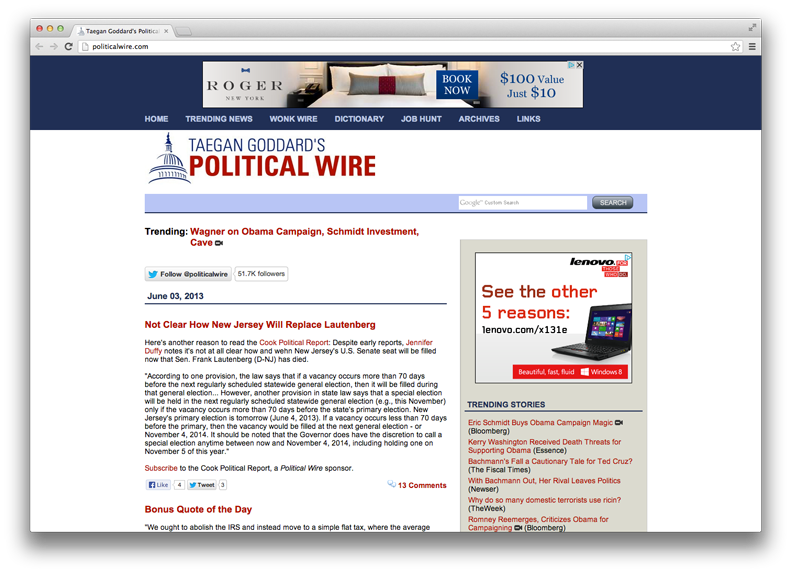 Taegan Goddard's Political
politicalwire.com
ROGER
NEW YORK
BOOK
NOW
$100 Value
Just $10
HOME TRENDING NEWS WONK WIRE DICTIONARY JOB HUNT ARCHIVES LINKS
TAEGAN GODDARD'S
POLITICAL WIRE
Google™ Custom Search SEARCH
Trending: Wagner on Obama Campaign, Schmidt Investment,
Cave
Follow @politicalwire 51.7K followers
June 03, 2013
Not Clear How New Jersey Will Replace Lautenberg
Here's another reason to read the Cook Political Report: Despite early reports, Jennifer
Duffy notes it's not at all clear how and wehn New Jersey's U.S. Senate seat will be filled
now that Sen. Frank Lautenberg (D-NJ) has died.
"According to one provision, the law says that if a vacancy occurs more than 70 days
before the next regularly scheduled statewide general election, then it will be filled during
that general election... However, another provision in state law says that a special election
will be held in the next regularly scheduled statewide general election (e.g., this November)
only if the vacancy occurs more than 70 days before the state's primary election. New
Jersey's primary election is tomorrow (June 4, 2013). If a vacancy occurs less than 70 days
before the primary, then the vacancy would be filled at the next general election - or
November 4, 2014. It should be noted that the Governor does have the discretion to call a
special election anytime between now and November 4, 2014, including holding one on
November 5 of this year."
Subscribe to the Cook Political Report, a Political Wire sponsor.
Like 4 Tweet 3 13 Comments
Bonus Quote of the Day
"We ought to abolish the IRS and instead move to a simple flat tax, where the average
lenovo FOR
THOSE
WHO DO.
See the other
5 reasons:
lenovo.com/x131e
Beautiful, fast, fluid Windows 8
TRENDING STORIES
Eric Schmidt Buys Obama Campaign Magic
(Bloomberg)
Kerry Washington Received Death Threats for
Supporting Obama (Essence)
Bachmann's Fall a Cautionary Tale for Ted Cruz?
(The Fiscal Times)
With Bachmann Out, Her Rival Leaves Politics
(Newser)
Why do so many domestic terrorists use ricin?
(TheWeek)
Romney Reemerges, Criticizes Obama for
Campaigning (Bloomberg)